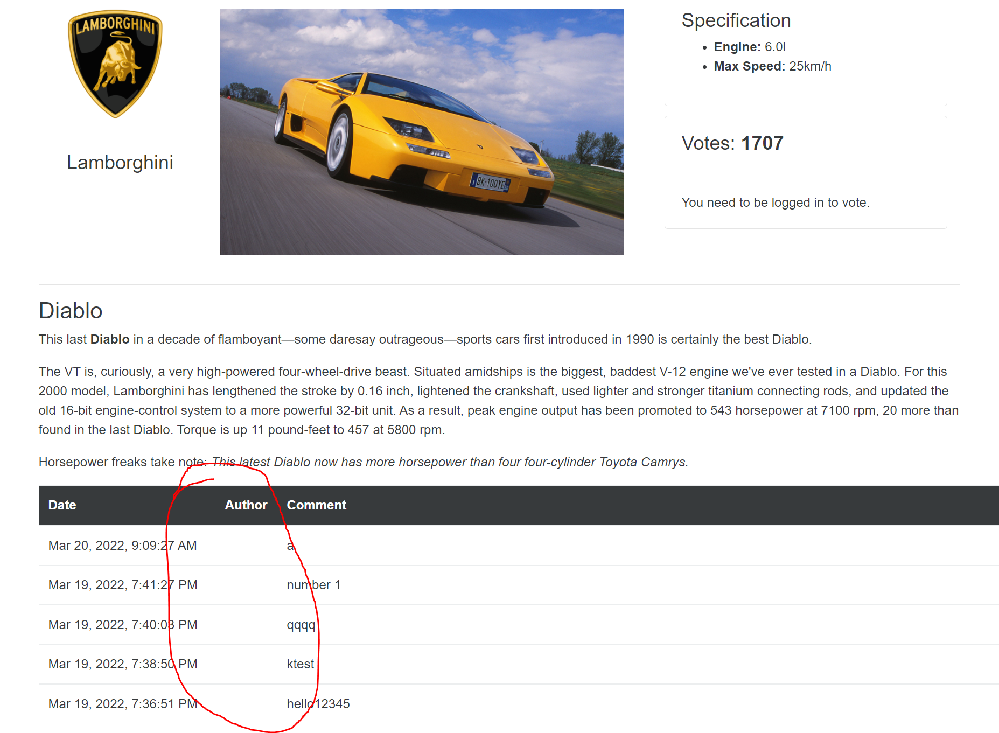 LAMBORGHINI
Lamborghini
BK·100YE
Specification
Engine: 6.0l
Max Speed: 25km/h
Votes: 1707
You need to be logged in to vote.
Diablo
This last Diablo in a decade of flamboyant—some daresay outrageous—sports cars first introduced in 1990 is certainly the best Diablo.
The VT is, curiously, a very high-powered four-wheel-drive beast. Situated amidships is the biggest, baddest V-12 engine we've ever tested in a Diablo. For this
2000 model, Lamborghini has lengthened the stroke by 0.16 inch, lightened the crankshaft, used lighter and stronger titanium connecting rods, and updated the
old 16-bit engine-control system to a more powerful 32-bit unit. As a result, peak engine output has been promoted to 543 horsepower at 7100 rpm, 20 more than
found in the last Diablo. Torque is up 11 pound-feet to 457 at 5800 rpm.
Horsepower freaks take note: This latest Diablo now has more horsepower than four four-cylinder Toyota Camrys.
Date Author Comment
Mar 20, 2022, 9:09:27 AM a
Mar 19, 2022, 7:41:27 PM number 1
Mar 19, 2022, 7:40:03 PM qqqq
Mar 19, 2022, 7:38:50 PM ktest
Mar 19, 2022, 7:36:51 PM hello12345